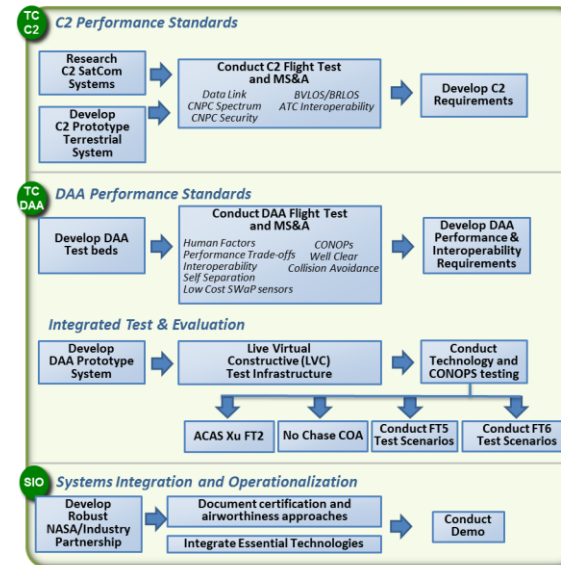 TC
C2
C2 Performance Standards
Research
C2 SatCom
Systems
Develop
C2 Prototype
Terrestrial
System
Conduct C2 Flight Test
and MS&A
Data Link
CNPC Spectrum
CNPC Security
BVLOS/BRLOS
ATC Interoperability
Develop C2
Requirements
TC
DAA
DAA Performance Standards
Develop DAA
Test beds
Conduct DAA Flight Test
and MS&A
Human Factors
Performance Trade-offs
Interoperability
Self Separation
Low Cost SWaP sensors
CONOPs
Well Clear
Collision Avoidance
Develop DAA
Performance &
Interoperability
Requirements
Integrated Test & Evaluation
Develop
DAA Prototype
System
Live Virtual
Constructive (LVC)
Test Infrastructure
Conduct
Technology and
CONOPS testing
ACAS Xu FT2
No Chase COA
Conduct FT5
Test Scenarios
Conduct FT6
Test Scenarios
SIO
Systems Integration and Operationalization
Develop
Robust
NASA/Industry
Partnership
Document certification and
airworthiness approaches
Integrate Essential Technologies
Conduct
Demo